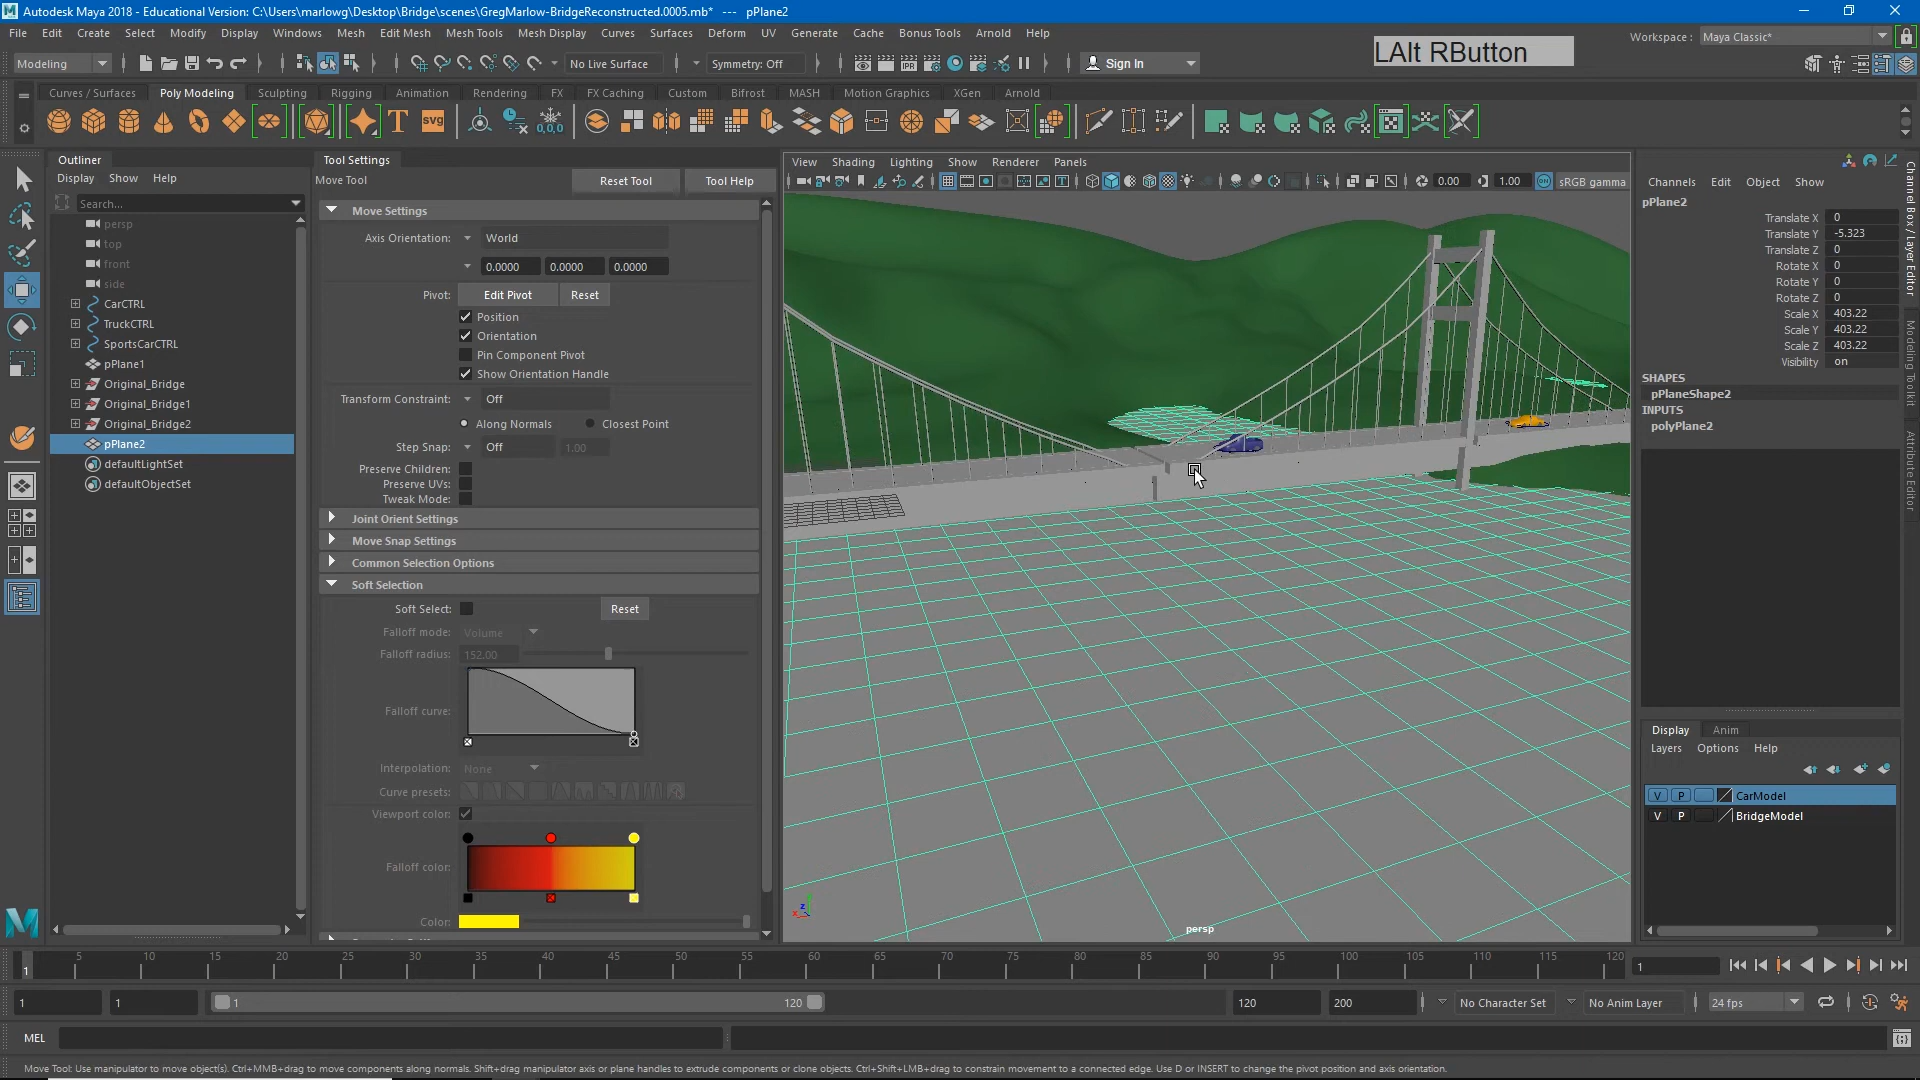 Autodesk Maya 2018 - Educational Version: C:\Users\marlowg\Desktop\Bridge\scenes\GregMarlow-BridgeReconstructed.0005.mb* --- pPlane2
File Edit Create Select Modify Display Windows Mesh Edit Mesh Mesh Tools Mesh Display Curves Surfaces Deform UV Generate Cache Bonus Tools Arnold Help
Workspace : Maya Classic*
LAlt RButton
Modeling No Live Surface Symmetry: Off Sign In
Curves / Surfaces Poly Modeling Sculpting Rigging Animation Rendering FX FX Caching Custom Bifrost MASH Motion Graphics XGen Arnold
T svg 0,0,0
Outliner
Display Show Help
Search...
persp
top
front
side
CarCTRL
TruckCTRL
SportsCarCTRL
pPlane1
Original_Bridge
Original_Bridge1
Original_Bridge2
pPlane2
defaultLightSet
defaultObjectSet
Tool Settings
Move Tool Reset Tool Tool Help
Move Settings
Axis Orientation: World
0.0000 0.0000 0.0000
Pivot: Edit Pivot Reset
Position
Orientation
Pin Component Pivot
Show Orientation Handle
Transform Constraint: Off
Along Normals Closest Point
Step Snap: Off 1.00
Preserve Children:
Preserve UVs:
Tweak Mode:
Joint Orient Settings
Move Snap Settings
Common Selection Options
Soft Selection
Soft Select: Reset
Falloff mode: Volume
Falloff radius: 152.00
Falloff curve:
Interpolation: None
Curve presets:
Viewport color:
Falloff color:
Color:
View Shading Lighting Show Renderer Panels
0.00 1.00 ON sRGB gamma
persp
Channels Edit Object Show
pPlane2
Translate X 0
Translate Y -5.323
Translate Z 0
Rotate X 0
Rotate Y 0
Rotate Z 0
Scale X 403.22
Scale Y 403.22
Scale Z 403.22
Visibility on
SHAPES
pPlaneShape2
INPUTS
polyPlane2
Channel Box / Layer Editor
Modeling Toolkit
Attribute Editor
Display Anim
Layers Options Help
V P CarModel
V P BridgeModel
1 5 10 15 20 25 30 35 40 45 50 55 60 65 70 75 80 85 90 95 100 105 110 115 120 1
1 1 1 120 120 200 No Character Set No Anim Layer 24 fps
MEL
Move Tool: Use manipulator to move object(s). Ctrl+MMB+drag to move components along normals. Shift+drag manipulator axis or plane handles to extrude components or clone objects. Ctrl+Shift+LMB+drag to constrain movement to a connected edge. Use D or INSERT to change the pivot position and axis orientation.